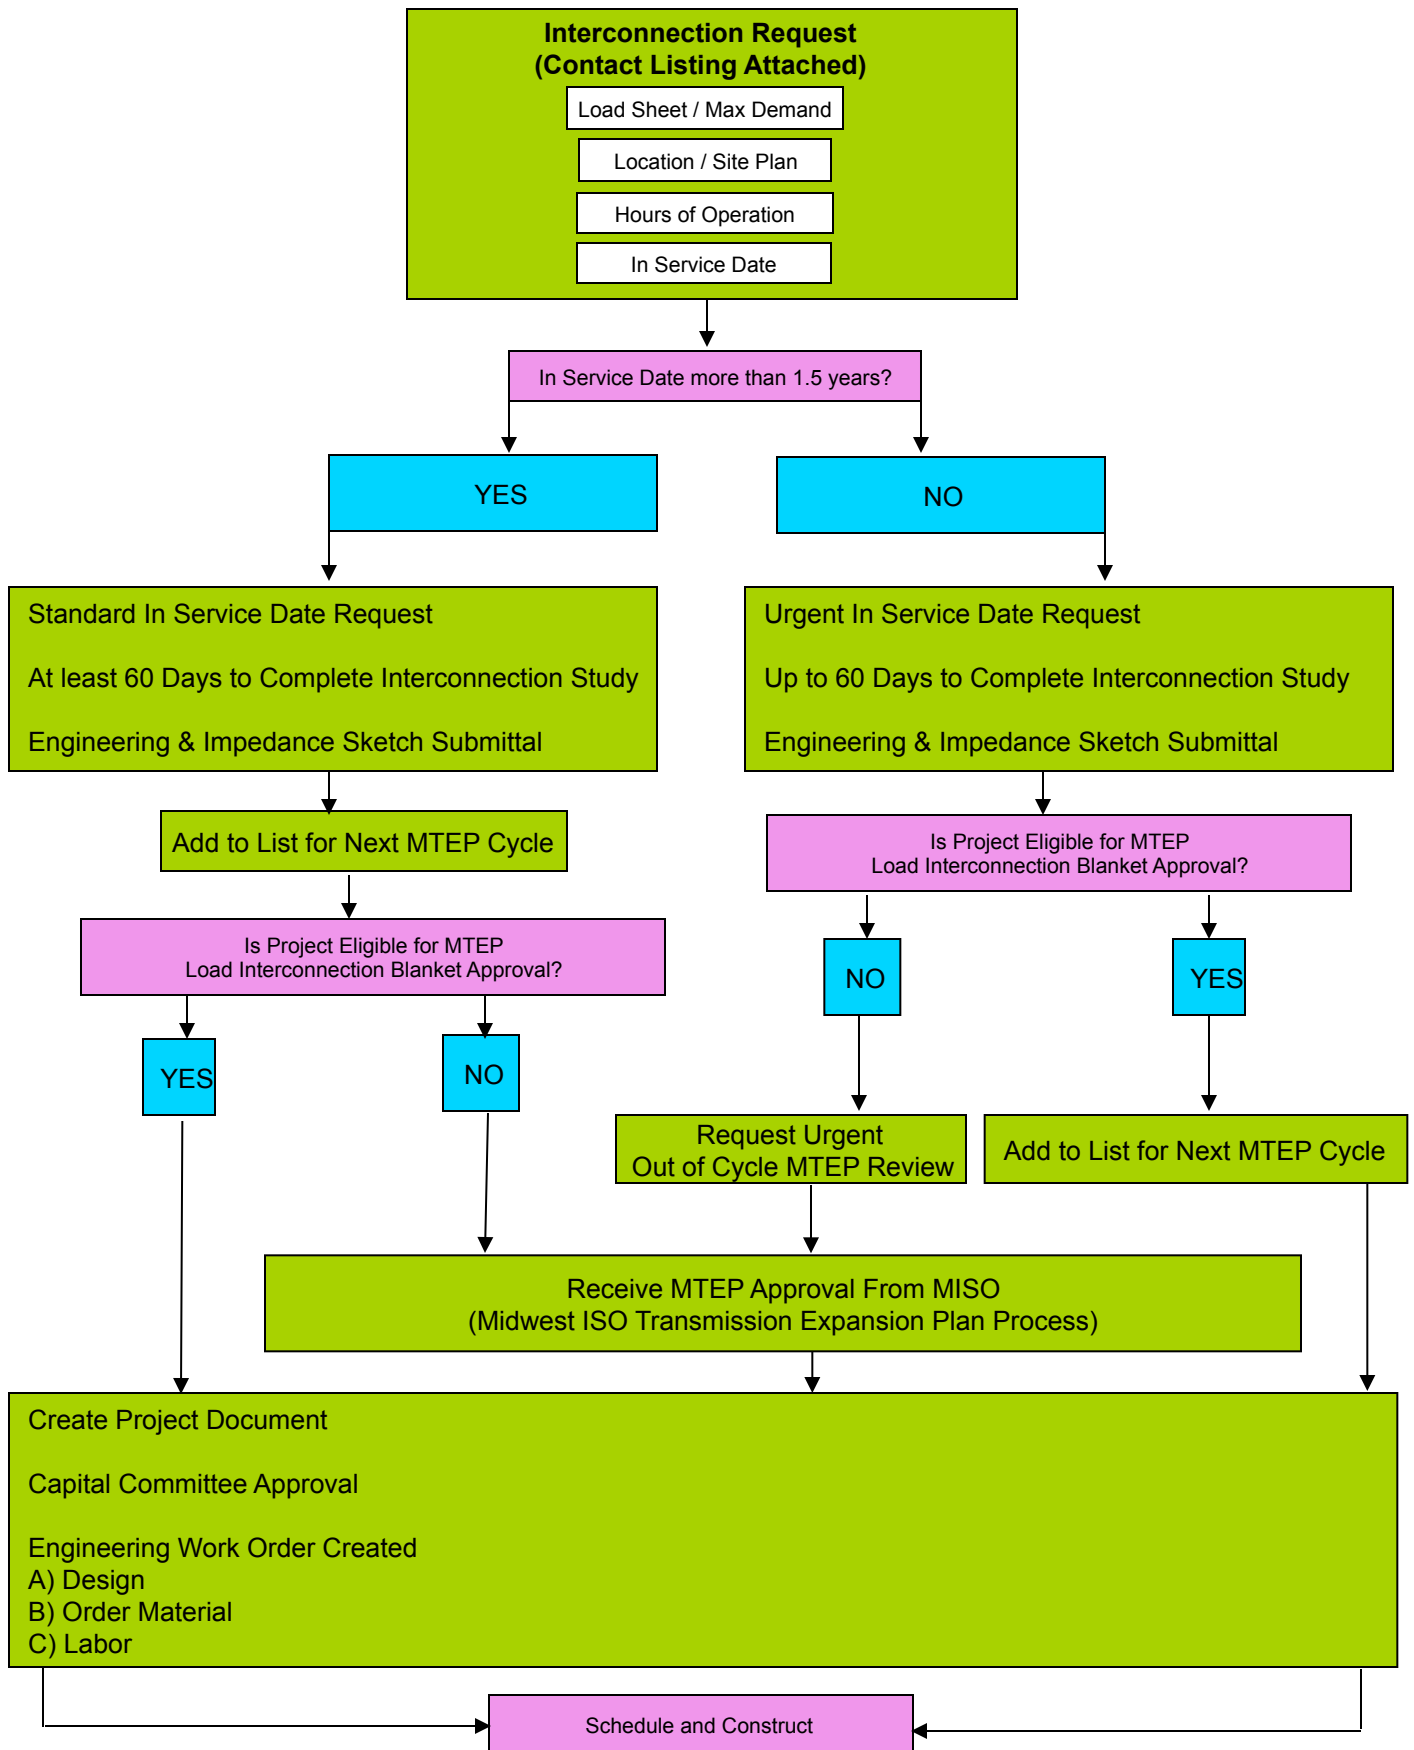 Interconnection Request
(Contact Listing Attached)
Load Sheet / Max Demand
Location / Site Plan
Hours of Operation
In Service Date
In Service Date more than 1.5 years?
YES
NO
Standard In Service Date Request
At least 60 Days to Complete Interconnection Study
Engineering & Impedance Sketch Submittal
Urgent In Service Date Request
Up to 60 Days to Complete Interconnection Study
Engineering & Impedance Sketch Submittal
Add to List for Next MTEP Cycle
Is Project Eligible for MTEP
Load Interconnection Blanket Approval?
Is Project Eligible for MTEP
Load Interconnection Blanket Approval?
NO
YES
YES
NO
Request Urgent
Out of Cycle MTEP Review
Add to List for Next MTEP Cycle
Receive MTEP Approval From MISO
(Midwest ISO Transmission Expansion Plan Process)
Create Project Document
Capital Committee Approval
Engineering Work Order Created
A) Design
B) Order Material
C) Labor
Schedule and Construct